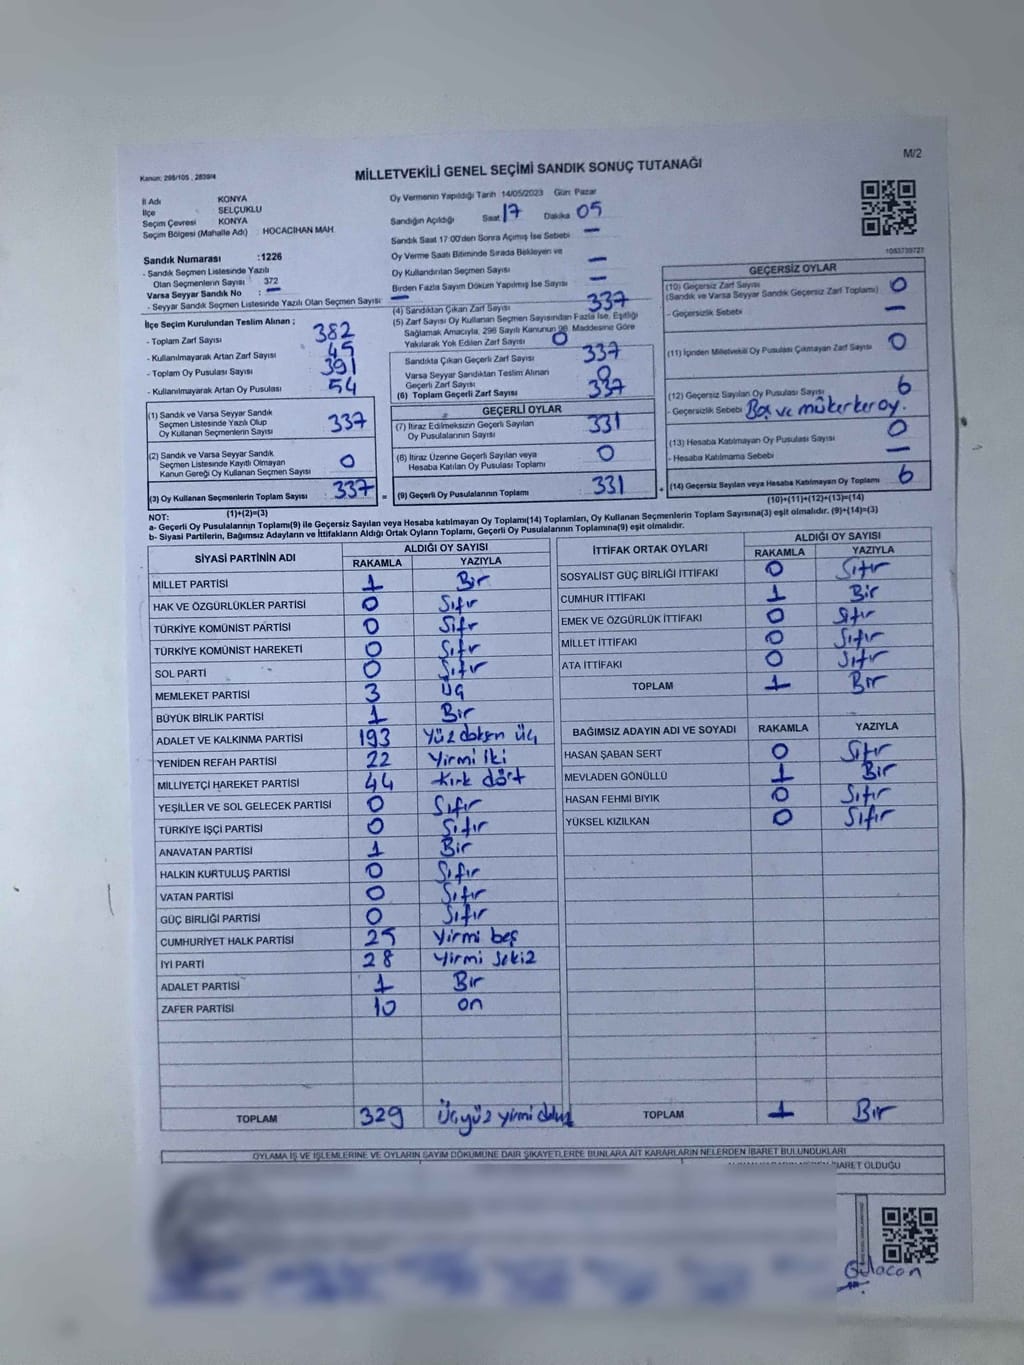 M/2
Kanun: 298/105 , 2839/4
MİLLETVEKİLİ GENEL SEÇİMİ SANDIK SONUÇ TUTANAĞI
İl Adı KONYA
İlçe SELÇUKLU
Seçim Çevresi KONYA
Seçim Bölgesi (Mahalle Adı) : HOCACİHAN MAH.
Oy Vermenin Yapıldığı Tarih 14/05/2023 Gün: Pazar
Sandığın Açıldığı Saat 17 Dakika 05
Sandık Saat 17:00'den Sonra Açılmış İse Sebebi —
Oy Verme Saati Bitiminde Sırada Bekleyen ve
Oy Kullandırılan Seçmen Sayısı —
Birden Fazla Sayım Döküm Yapılmış İse Sayısı —
Sandık Numarası :1226
- Sandık Seçmen Listesinde Yazılı
Olan Seçmenlerin Sayısı : 372
Varsa Seyyar Sandık No : —
- Seyyar Sandık Seçmen Listesinde Yazılı Olan Seçmen Sayısı : —
İlçe Seçim Kurulundan Teslim Alınan ;
- Toplam Zarf Sayısı 382
- Kullanılmayarak Artan Zarf Sayısı 45
- Toplam Oy Pusulası Sayısı 391
- Kullanılmayarak Artan Oy Pusulası 54
(1) Sandık ve Varsa Seyyar Sandık
Seçmen Listesinde Yazılı Olup
Oy Kullanan Seçmenlerin Sayısı 337
(2) Sandık ve Varsa Seyyar Sandık
Seçmen Listesinde Kayıtlı Olmayan
Kanun Gereği Oy Kullanan Seçmen Sayısı 0
(3) Oy Kullanan Seçmenlerin Toplam Sayısı 337 =
(1)+(2)=(3)
(4) Sandıktan Çıkan Zarf Sayısı 337
(5) Zarf Sayısı Oy Kullanan Seçmen Sayısından Fazla İse, Eşitliği
Sağlamak Amacıyla, 298 Sayılı Kanunun 98. Maddesine Göre
Yakılarak Yok Edilen Zarf Sayısı 0
Sandıkta Çıkan Geçerli Zarf Sayısı 337
Varsa Seyyar Sandıktan Teslim Alınan
Geçerli Zarf Sayısı 0
(6) Toplam Geçerli Zarf Sayısı 337
GEÇERLİ OYLAR
(7) İtiraz Edilmeksizin Geçerli Sayılan
Oy Pusulalarının Sayısı 331
(8) İtiraz Üzerine Geçerli Sayılan veya
Hesaba Katılan Oy Pusulası Toplamı 0
(9) Geçerli Oy Pusulalarının Toplamı 331 +
1083739727
GEÇERSİZ OYLAR
(10) Geçersiz Zarf Sayısı 0
(Sandık ve Varsa Seyyar Sandık Geçersiz Zarf Toplamı)
- Geçersizlik Sebebi —
(11) İçinden Milletvekili Oy Pusulası Çıkmayan Zarf Sayısı 0
(12) Geçersiz Sayılan Oy Pusulası Sayısı 6
- Geçersizlik Sebebi Boş ve mükerker oy.
(13) Hesaba Katılmayan Oy Pusulası Sayısı 0
- Hesaba Katılmama Sebebi —
(14) Geçersiz Sayılan veya Hesaba Katılmayan Oy Toplamı 6
(10)+(11)+(12)+(13)=(14)
NOT:
a- Geçerli Oy Pusulalarının Toplamı(9) ile Geçersiz Sayılan veya Hesaba katılmayan Oy Toplamı(14) Toplamları, Oy Kullanan Seçmenlerin Toplam Sayısına(3) eşit olmalıdır. (9)+(14)=(3)
b- Siyasi Partilerin, Bağımsız Adayların ve İttifakların Aldığı Ortak Oyların Toplamı, Geçerli Oy Pusulalarının Toplamına(9) eşit olmalıdır.
SİYASİ PARTİNİN ADI ALDIĞI OY SAYISI
RAKAMLA YAZIYLA
MİLLET PARTİSİ 1 Bir
HAK VE ÖZGÜRLÜKLER PARTİSİ 0 Sıfır
TÜRKİYE KOMÜNİST PARTİSİ 0 Sıfır
TÜRKİYE KOMÜNİST HAREKETİ 0 Sıfır
SOL PARTİ 0 Sıfır
MEMLEKET PARTİSİ 3 Üç
BÜYÜK BİRLİK PARTİSİ 1 Bir
ADALET VE KALKINMA PARTİSİ 193 Yüz doksan üç
YENİDEN REFAH PARTİSİ 22 Yirmi iki
MİLLİYETÇİ HAREKET PARTİSİ 44 Kırk dört
YEŞİLLER VE SOL GELECEK PARTİSİ 0 Sıfır
TÜRKİYE İŞÇİ PARTİSİ 0 Sıfır
ANAVATAN PARTİSİ 1 Bir
HALKIN KURTULUŞ PARTİSİ 0 Sıfır
VATAN PARTİSİ 0 Sıfır
GÜÇ BİRLİĞİ PARTİSİ 0 Sıfır
CUMHURİYET HALK PARTİSİ 25 Yirmi beş
İYİ PARTİ 28 Yirmi sekiz
ADALET PARTİSİ 1 Bir
ZAFER PARTİSİ 10 on
TOPLAM 329 Üçyüz yirmi dokuz
İTTİFAK ORTAK OYLARI ALDIĞI OY SAYISI
RAKAMLA YAZIYLA
SOSYALİST GÜÇ BİRLİĞİ İTTİFAKI 0 Sıfır
CUMHUR İTTİFAKI 1 Bir
EMEK VE ÖZGÜRLÜK İTTİFAKI 0 Sıfır
MİLLET İTTİFAKI 0 Sıfır
ATA İTTİFAKI 0 Sıfır
TOPLAM 1 Bir
BAĞIMSIZ ADAYIN ADI VE SOYADI RAKAMLA YAZIYLA
HASAN ŞABAN SERT 0 Sıfır
MEVLADEN GÖNÜLLÜ 1 Bir
HASAN FEHMI BIYIK 0 Sıfır
YÜKSEL KIZILKAN 0 Sıfır
TOPLAM 1 Bir
OYLAMA İŞ VE İŞLEMLERİNE VE OYLARIN SAYIM DÖKÜMÜNE DAİR ŞİKAYETLERDE BUNLARA AİT KARARLARIN NELERDEN İBARET BULUNDUKLARI
İBARET OLDUĞU